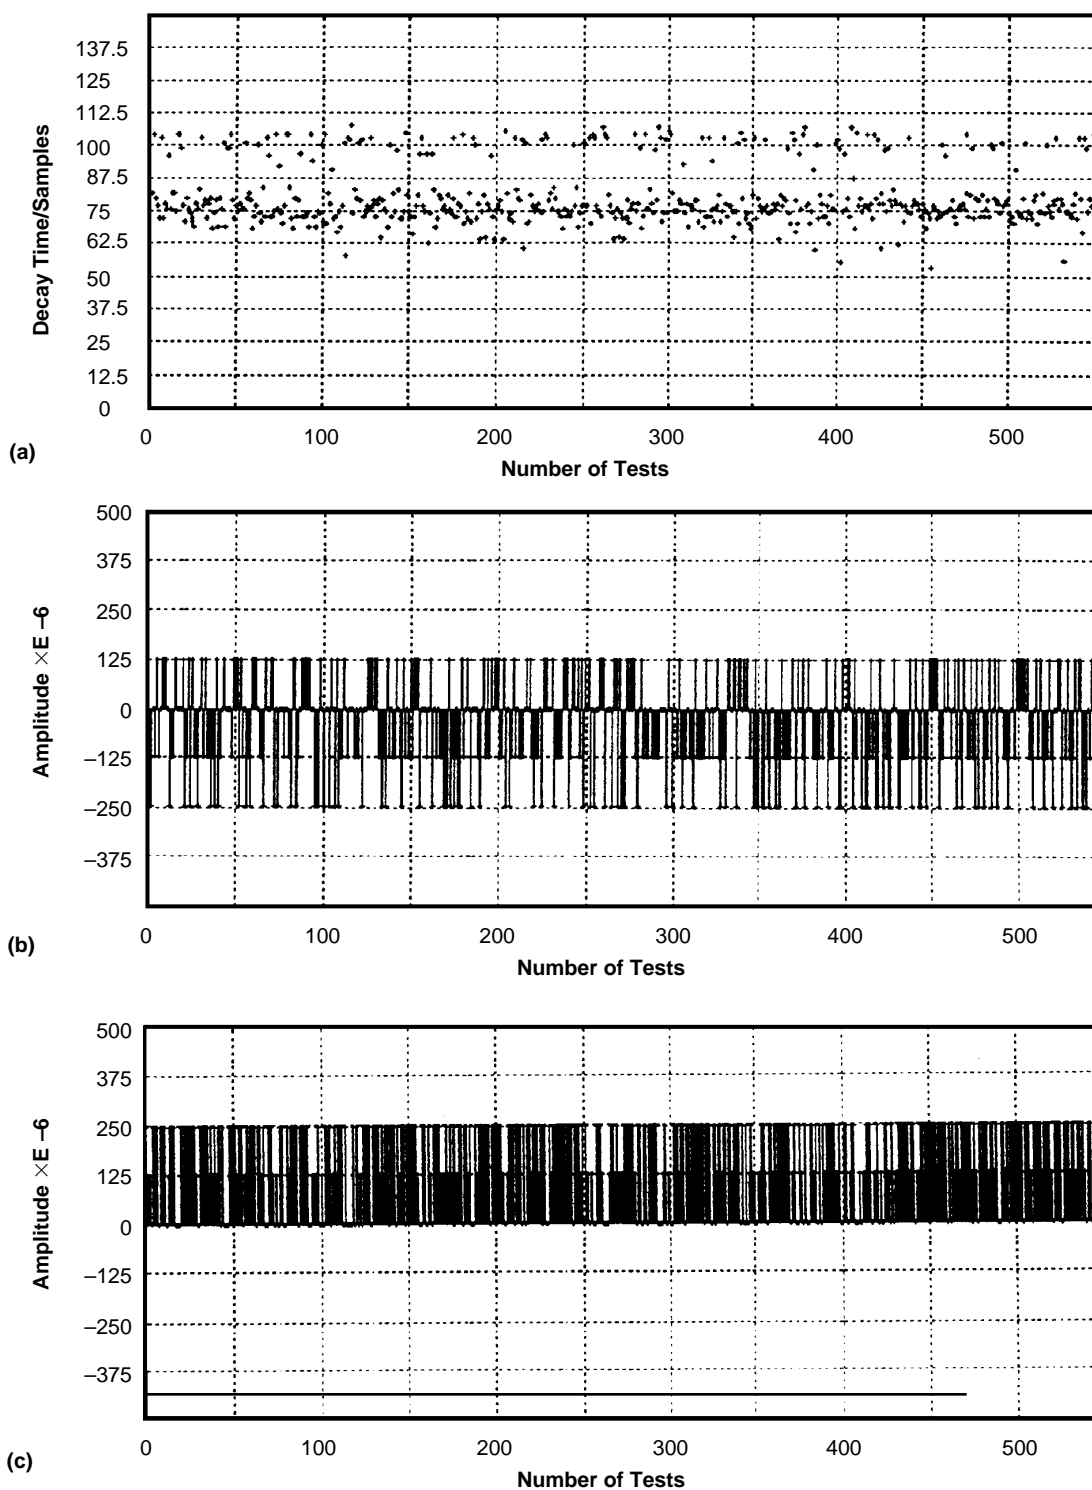 137.5
125
112.5
100
87.5
75
62.5
50
37.5
25
12.5
0
Decay Time/Samples
0 100 200 300 400 500
(a)
Number of Tests
500
375
250
125
0
–125
–250
–375
Amplitude ×E –6
0 100 200 300 400 500
(b)
Number of Tests
500
375
250
125
0
–125
–250
–375
Amplitude ×E –6
0 100 200 300 400 500
(c)
Number of Tests